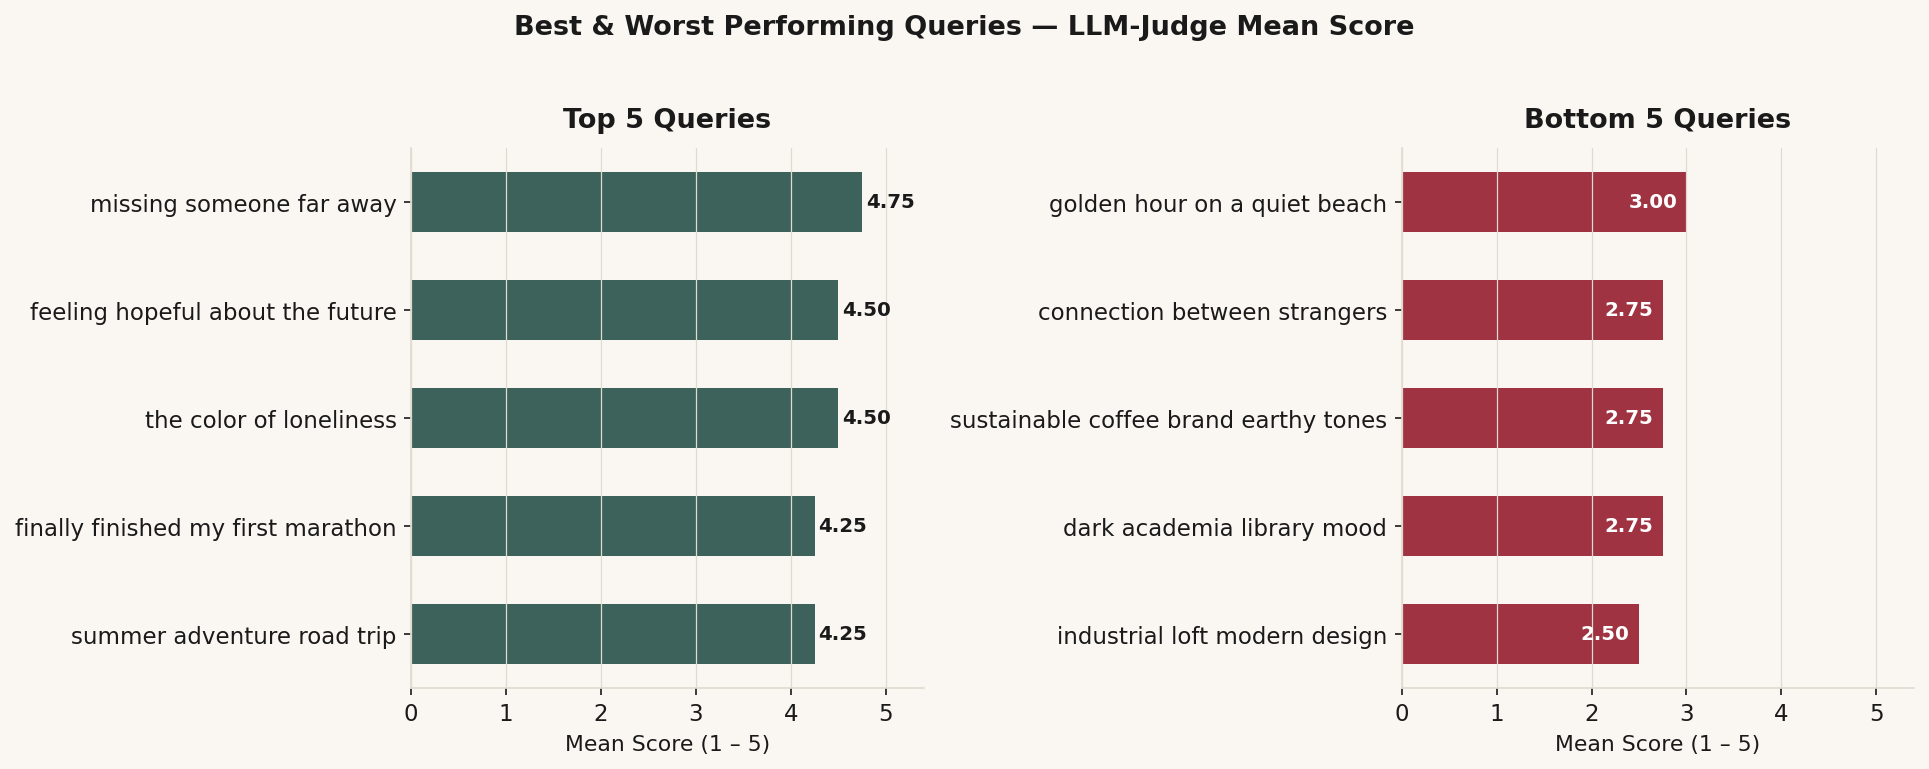 Best & Worst Performing Queries — LLM-Judge Mean Score
Top 5 Queries
missing someone far away
4.75
feeling hopeful about the future
4.50
the color of loneliness
4.50
finally finished my first marathon
4.25
summer adventure road trip
4.25
0 1 2 3 4 5
Mean Score (1 – 5)
Bottom 5 Queries
golden hour on a quiet beach
3.00
connection between strangers
2.75
sustainable coffee brand earthy tones
2.75
dark academia library mood
2.75
industrial loft modern design
2.50
0 1 2 3 4 5
Mean Score (1 – 5)